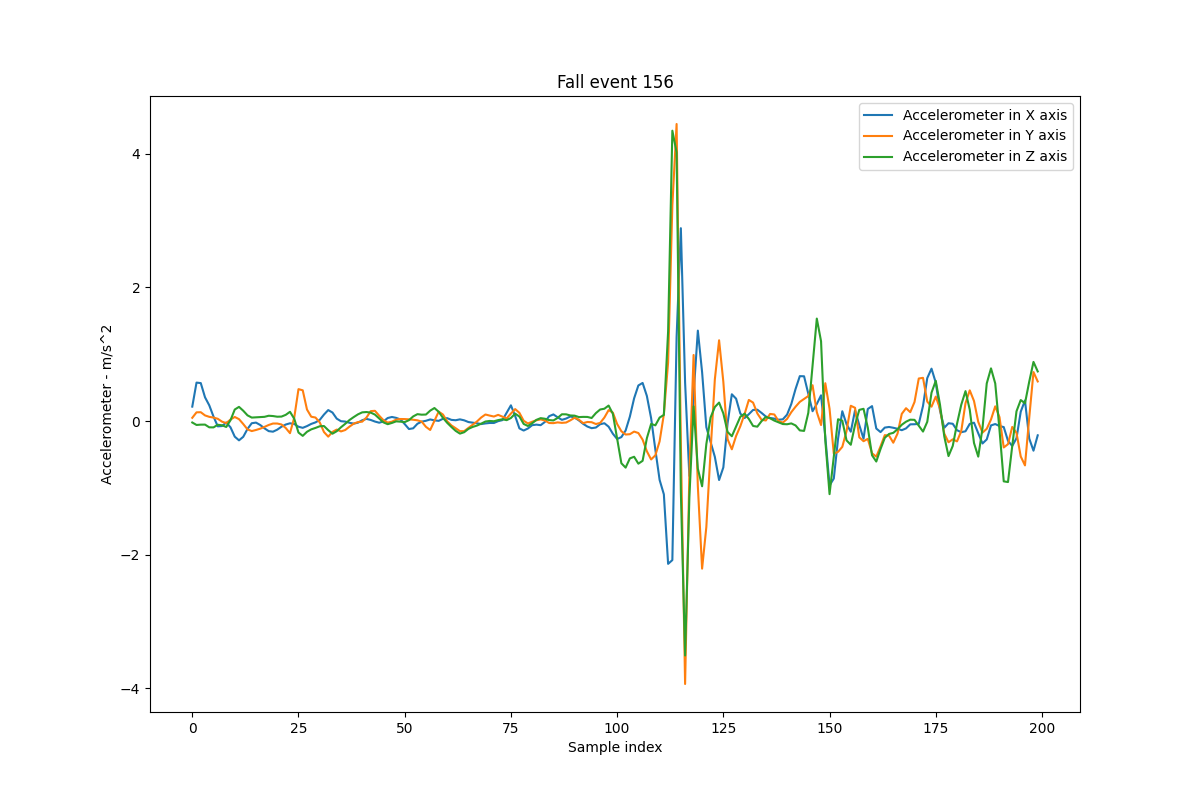 Fall event 156
Accelerometer in X axis
Accelerometer in Y axis
Accelerometer in Z axis
Accelerometer - m/s^2
4
2
0
−2
−4
0 25 50 75 100 125 150 175 200
Sample index